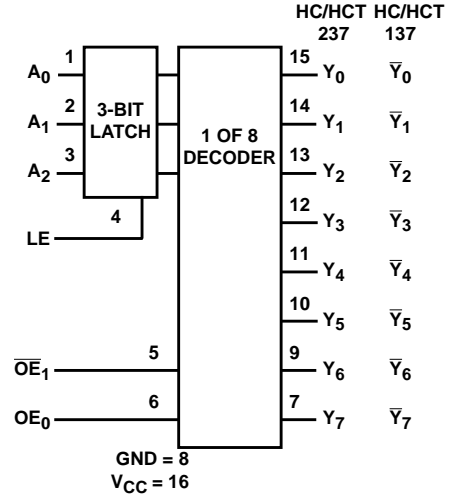 HC/HCT 237 HC/HCT 137
A0 1 15 Y0 Y̅0
A1 2 14 Y1 Y̅1
A2 3 13 Y2 Y̅2
3-BIT LATCH
1 OF 8 DECODER
12 Y3 Y̅3
LE 4
11 Y4 Y̅4
10 Y5 Y̅5
O̅E̅1 5 9 Y6 Y̅6
OE0 6 7 Y7 Y̅7
GND = 8
VCC = 16